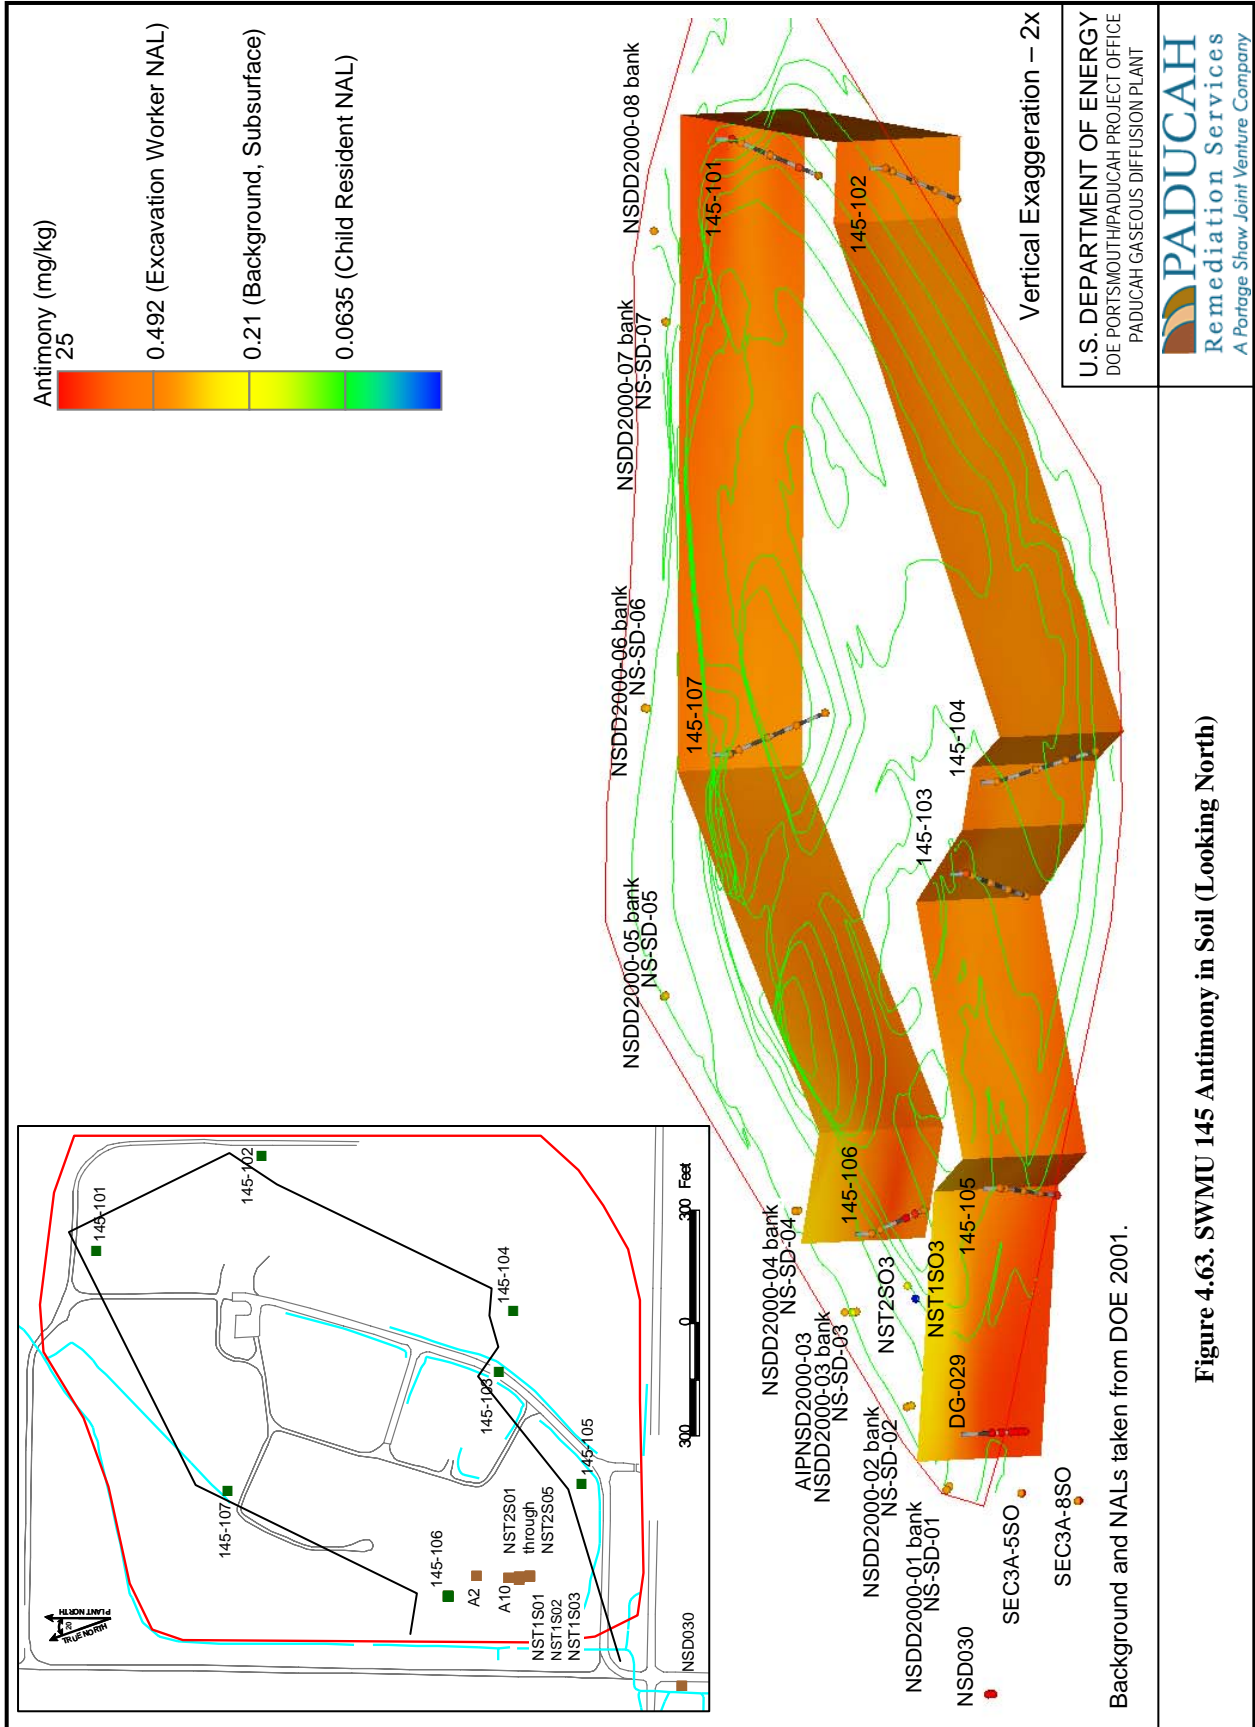 Antimony (mg/kg)
25
0.492 (Excavation Worker NAL)
0.21 (Background, Subsurface)
0.0635 (Child Resident NAL)
TRUE NORTH
PLANT NORTH
20
145-101
145-102
145-107
145-104
145-103
145-105
145-106
A2
A10
NST2S01
through
NST2S05
NST1S01
NST1S02
NST1S03
NSD030
300
0
300 Feet
NSDD2000-08 bank
NSDD2000-07 bank
NS-SD-07
NSDD2000-06 bank
NS-SD-06
NSDD2000-05 bank
NS-SD-05
145-101
145-102
145-107
145-104
145-103
145-106
145-105
NSDD2000-04 bank
NS-SD-04
AIPNSD2000-03
NSDD2000-03 bank
NS-SD-03
NST2SO3
NST1SO3
DG-029
NSDD2000-02 bank
NS-SD-02
NSDD2000-01 bank
NS-SD-01
SEC3A-5SO
SEC3A-8SO
NSD030
Vertical Exaggeration – 2x
Background and NALs taken from DOE 2001.
U.S. DEPARTMENT OF ENERGY
DOE PORTSMOUTH/PADUCAH PROJECT OFFICE
PADUCAH GASEOUS DIFFUSION PLANT
PADUCAH
Remediation Services
A Portage Shaw Joint Venture Company
Figure 4.63. SWMU 145 Antimony in Soil (Looking North)